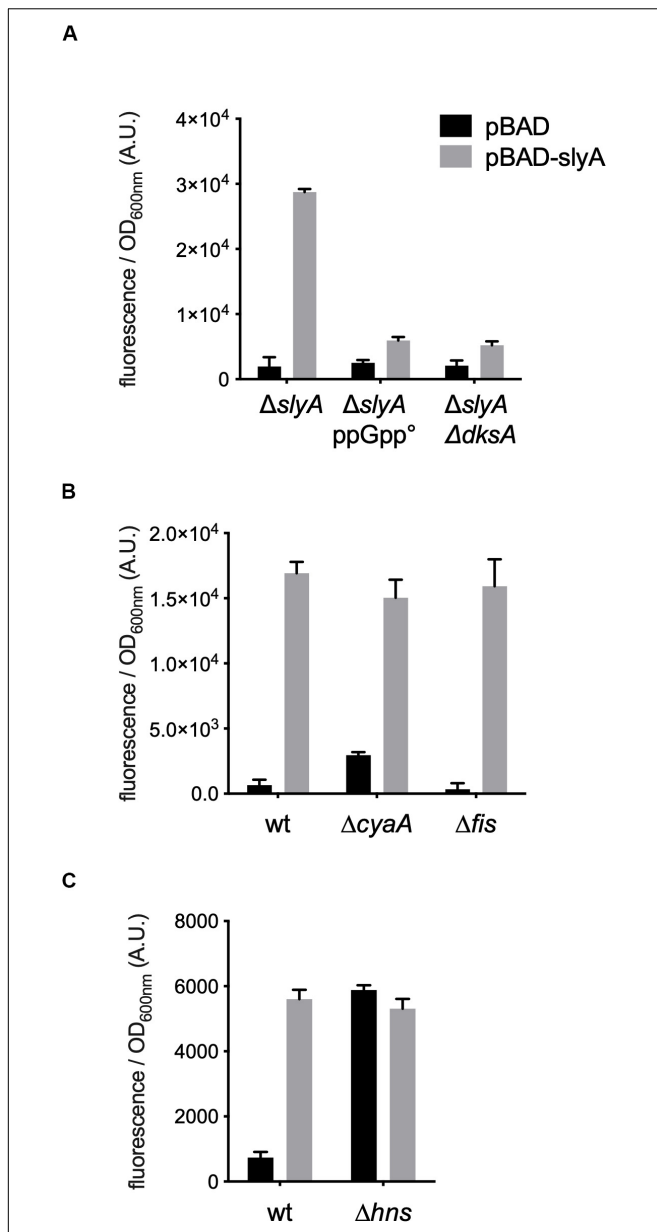 A
fluorescence / OD600nm (A.U.)
4×10⁴
3×10⁴
2×10⁴
1×10⁴
0
pBAD
pBAD-slyA
ΔslyA ΔslyA ΔslyA
ppGpp° ΔdksA
B
fluorescence / OD600nm (A.U.)
2.0×10⁴
1.5×10⁴
1.0×10⁴
5.0×10³
0.0
wt ΔcyaA Δfis
C
fluorescence / OD600nm (A.U.)
8000
6000
4000
2000
0
wt Δhns